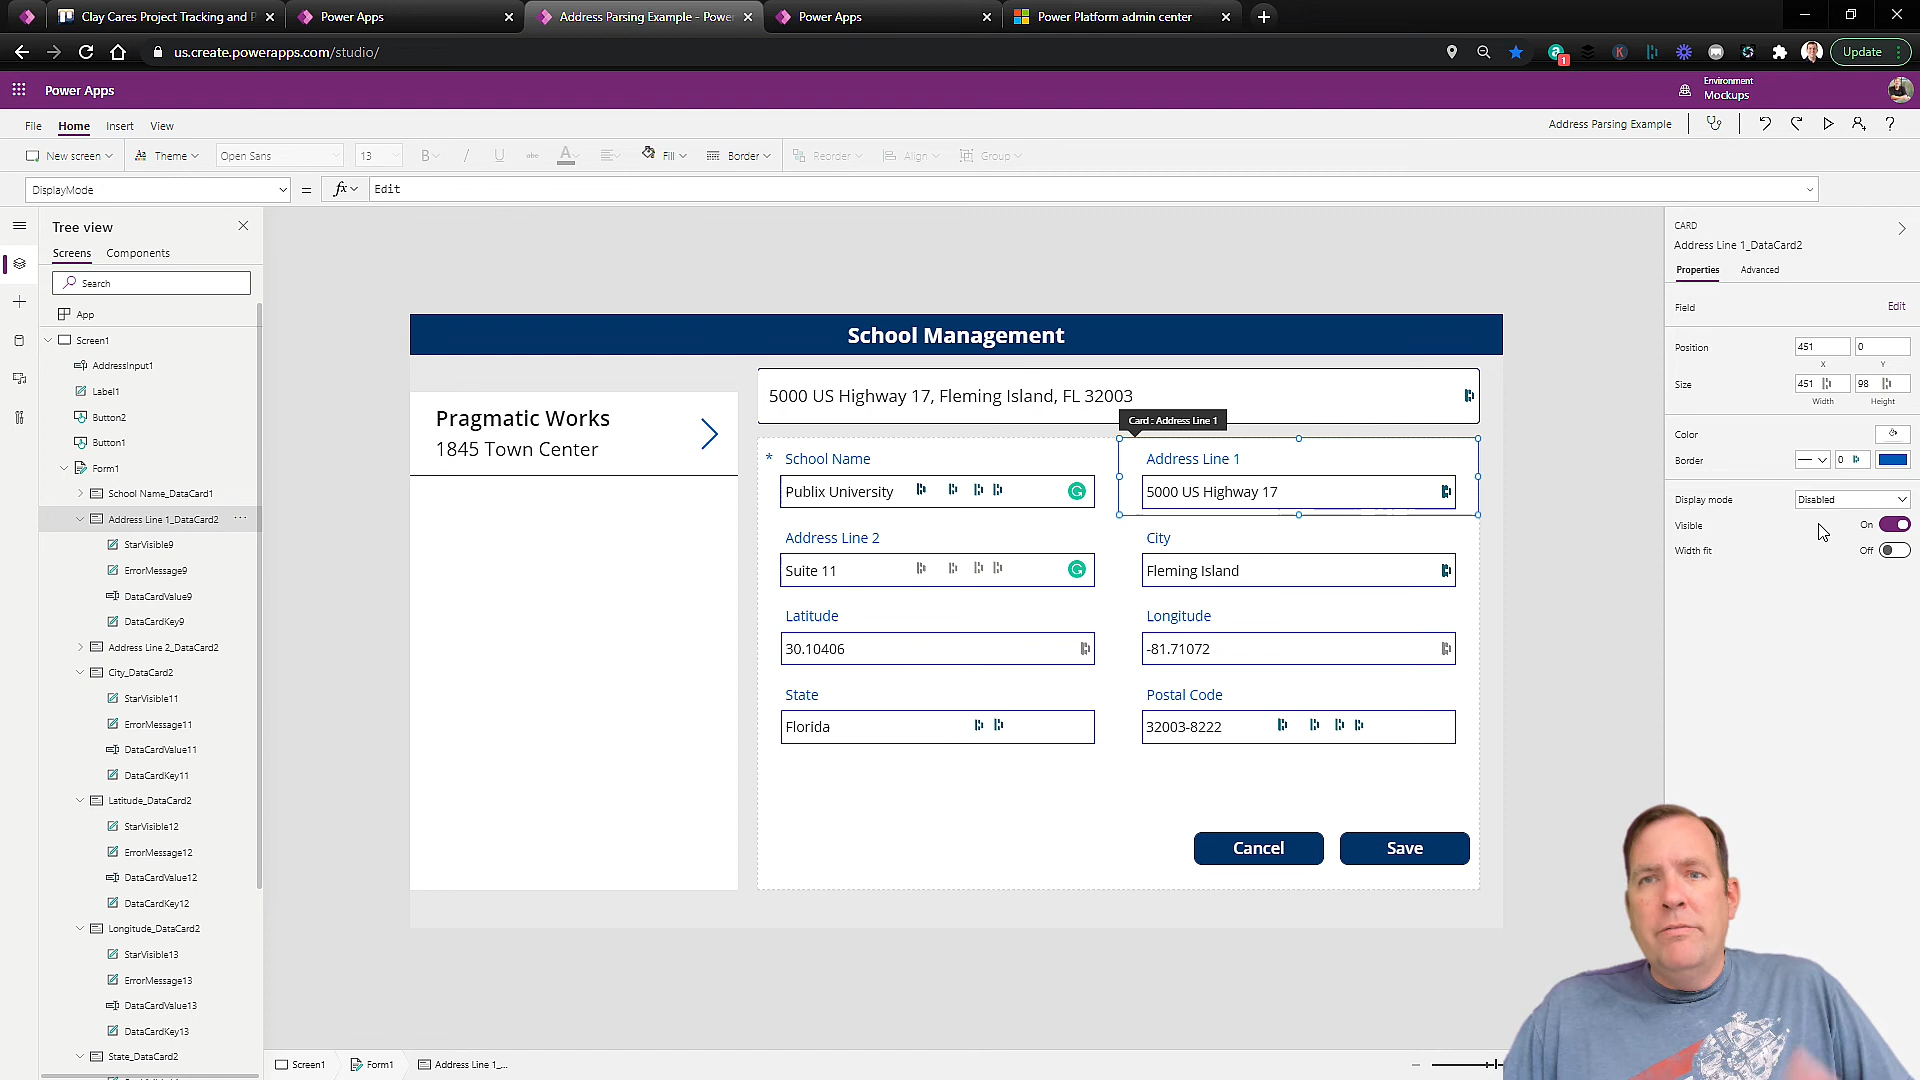 Clay Cares Project Tracking and P
Power Apps
Address Parsing Example - Power
Power Apps
Power Platform admin center
us.create.powerapps.com/studio/
1
K
Update
Power Apps
Environment
Mockups
File
Home
Insert
View
Address Parsing Example
New screen
Theme
Open Sans
13
B
I
U
abc
A
Fill
Border
Reorder
Align
Group
DisplayMode
=
fx
Edit
Tree view
Screens
Components
Search
App
Screen1
AddressInput1
Label1
Button2
Button1
Form1
School Name_DataCard1
Address Line 1_DataCard2
StarVisible9
ErrorMessage9
DataCardValue9
DataCardKey9
Address Line 2_DataCard2
City_DataCard2
StarVisible11
ErrorMessage11
DataCardValue11
DataCardKey11
Latitude_DataCard2
StarVisible12
ErrorMessage12
DataCardValue12
DataCardKey12
Longitude_DataCard2
StarVisible13
ErrorMessage13
DataCardValue13
DataCardKey13
State_DataCard2
School Management
Pragmatic Works
1845 Town Center
5000 US Highway 17, Fleming Island, FL 32003
Card : Address Line 1
* School Name
Publix University
Address Line 1
5000 US Highway 17
Address Line 2
Suite 11
City
Fleming Island
Latitude
30.10406
Longitude
-81.71072
State
Florida
Postal Code
32003-8222
Cancel
Save
CARD
Address Line 1_DataCard2
Properties
Advanced
Field
Edit
Position
451
0
X
Y
Size
451
98
Width
Height
Color
Border
0
Display mode
Disabled
Visible
On
Width fit
Off
Screen1
Form1
Address Line 1_...